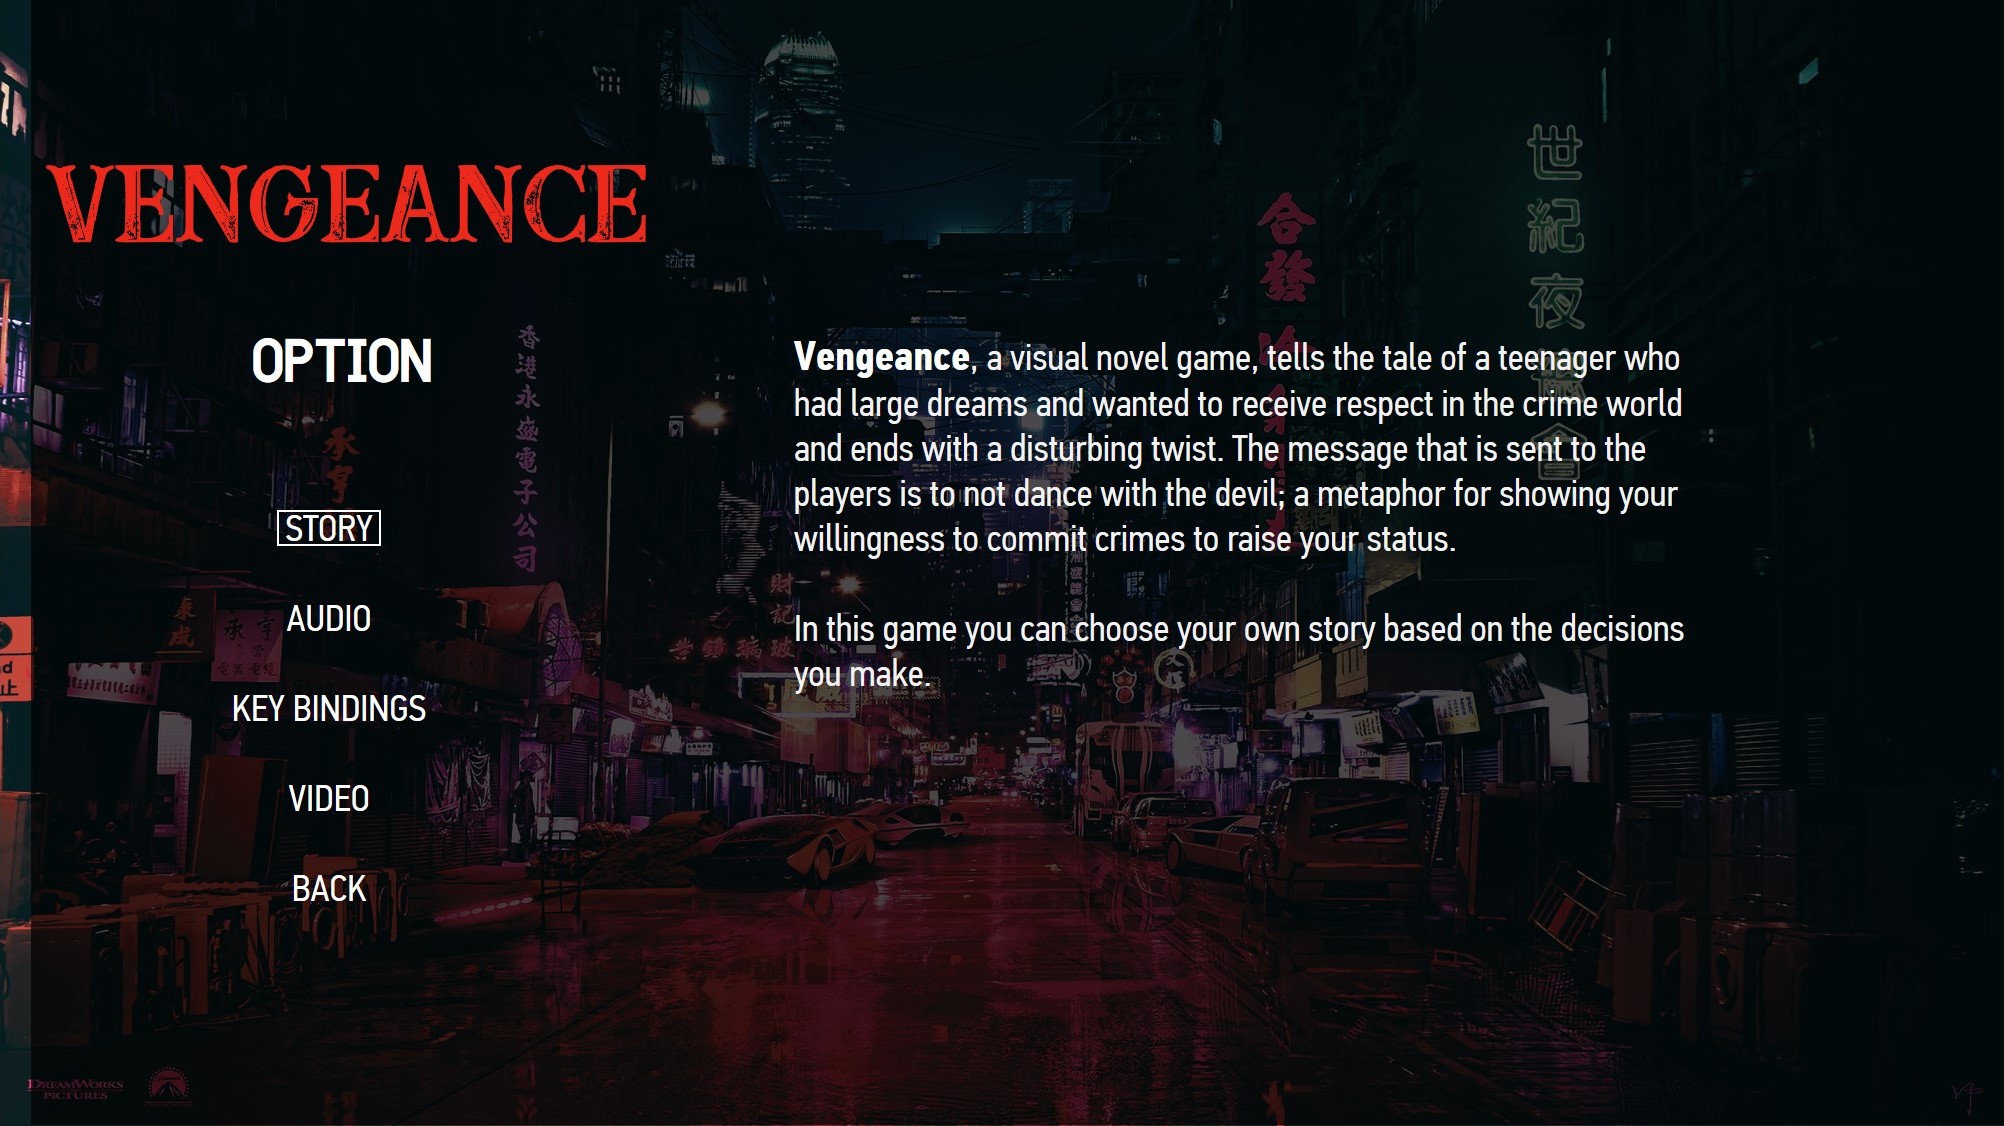 VENGEANCE
OPTION
STORY
AUDIO
KEY BINDINGS
VIDEO
BACK
Vengeance, a visual novel game, tells the tale of a teenager who
had large dreams and wanted to receive respect in the crime world
and ends with a disturbing twist. The message that is sent to the
players is to not dance with the devil; a metaphor for showing your
willingness to commit crimes to raise your status.
In this game you can choose your own story based on the decisions
you make.
香港永盛電子公司
承亨
合發
世紀夜
財記
DREAMWORKS
PICTURES